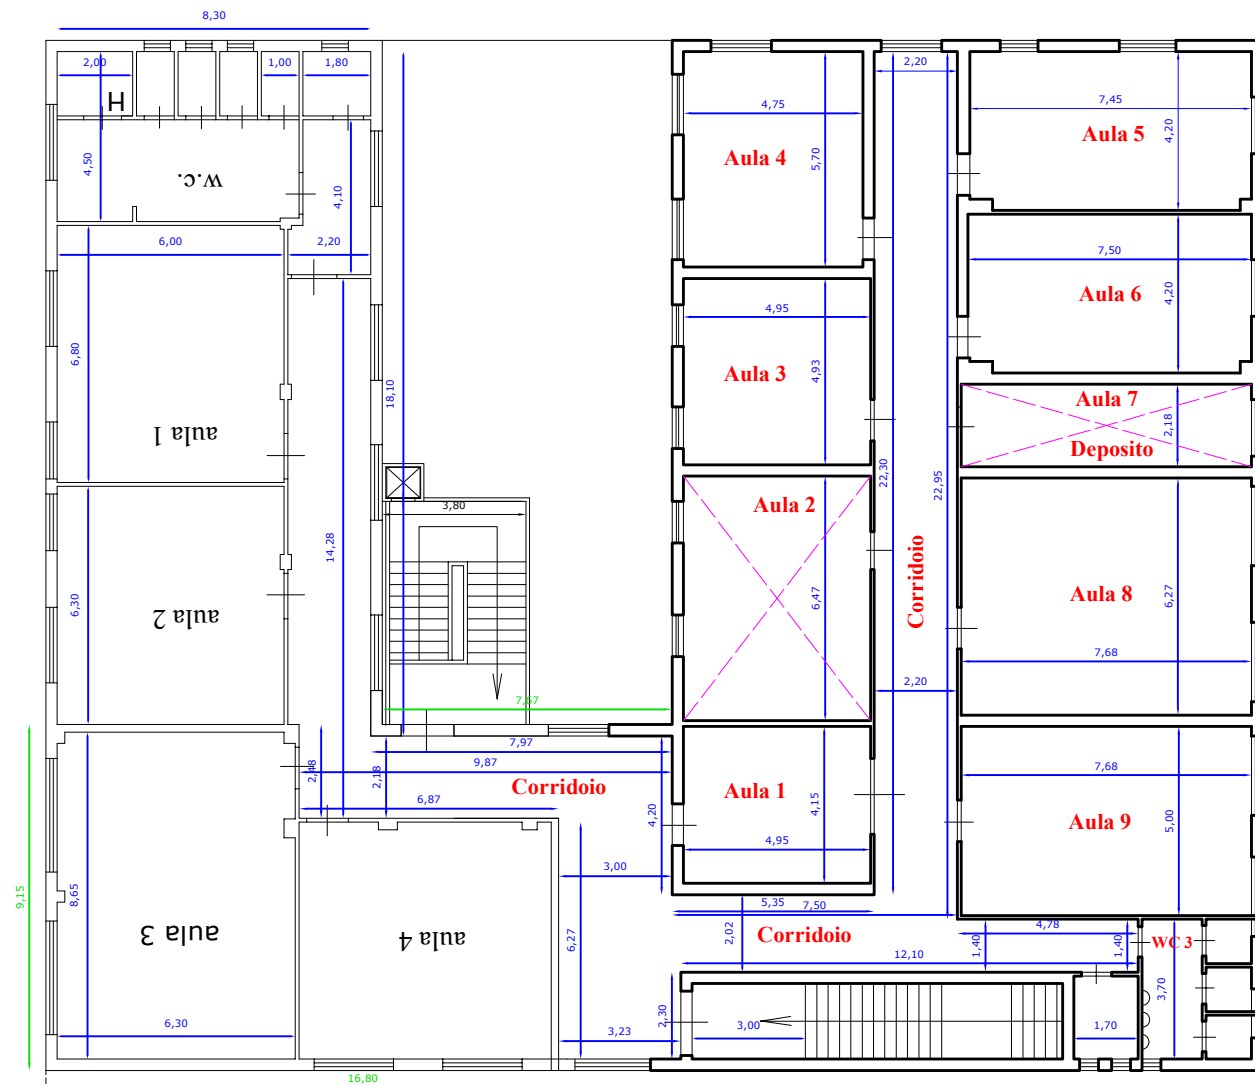 8,30
2,00
1,00
1,80
2,20
H
4,75
7,45
4,50
w.c.
4,10
Aula 4
5,70
Aula 5
4,20
6,00
2,20
7,50
Aula 6
4,20
4,95
6,80
Aula 3
4,93
18,10
Aula 7
2,18
Deposito
aula 1
22,30
22,95
3,80
Aula 2
14,28
Corridoio
6,30
aula 2
6,47
Aula 8
6,27
7,68
2,20
7,67
7,97
9,87
2,48
2,18
Corridoio
6,87
4,20
Aula 1
4,15
4,95
7,68
Aula 9
5,00
9,15
8,65
3,00
5,35
7,50
aula 3
aula 4
6,27
2,02
Corridoio
12,10
4,78
1,40
1,40
WC 3
3,70
6,30
3,23
2,30
3,00
1,70
16,80